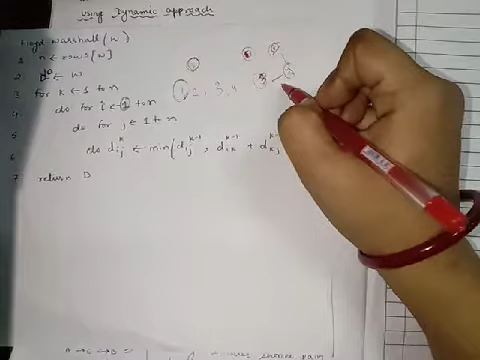 using Dynamic approach
Floyd Warshall (W)
1 n ← rows [W]
2 d⁰ ← W
3 for k ← 1 to n
4 do for i ← 1 to n
5 do for j ← 1 to n
6 do dᵢⱼᵏ ← min (dᵢⱼᵏ⁻¹, dᵢₖᵏ⁻¹ + dₖⱼᵏ⁻¹
7 return D
1, 2, 3, 4